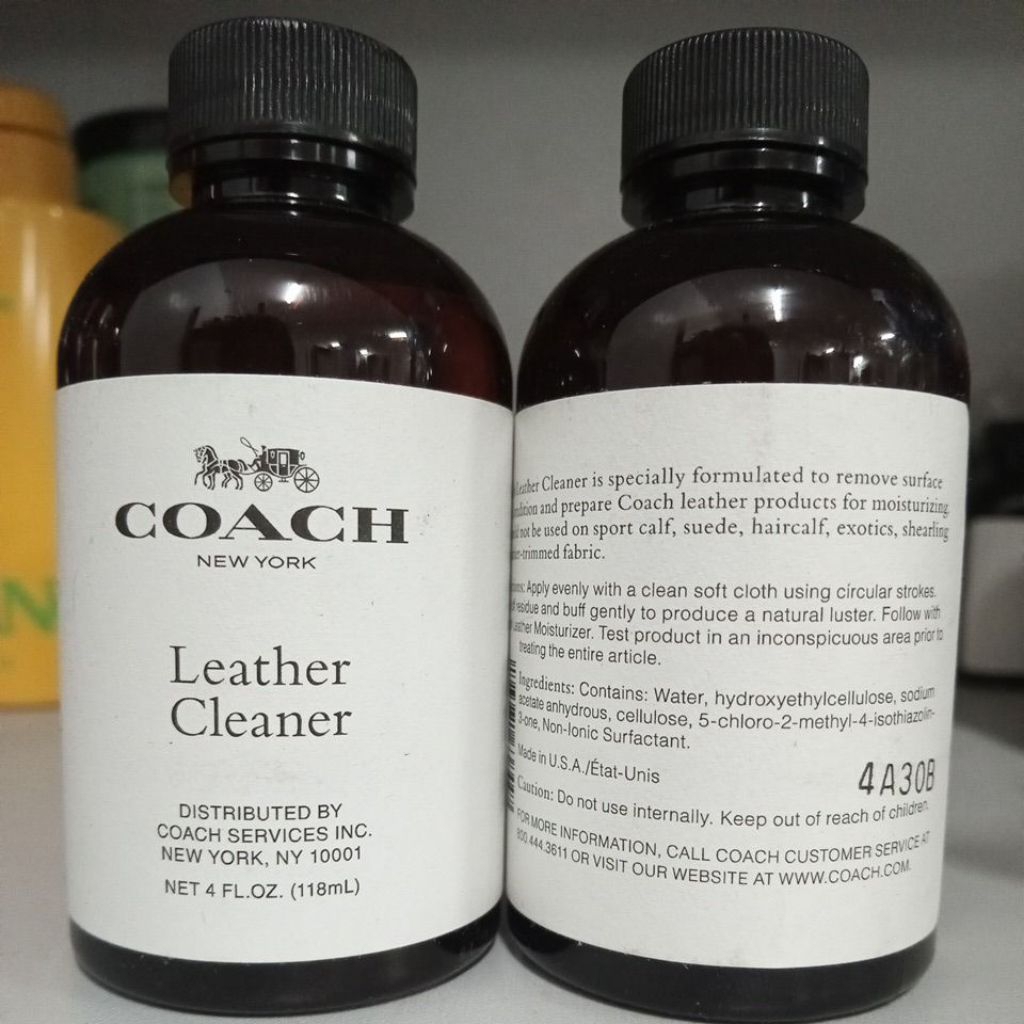 COACH
NEW YORK
Leather
Cleaner
DISTRIBUTED BY
COACH SERVICES INC.
NEW YORK, NY 10001
NET 4 FL.OZ. (118mL)
Leather Cleaner is specially formulated to remove surface
and prepare Coach leather products for moisturizing.
not be used on sport calf, suede, haircalf, exotics, shearling
-trimmed fabric.
Apply evenly with a clean soft cloth using circular strokes.
residue and buff gently to produce a natural luster. Follow with
Leather Moisturizer. Test product in an inconspicuous area prior to
treating the entire article.
Ingredients: Contains: Water, hydroxyethylcellulose, sodium
acetate anhydrous, cellulose, 5-chloro-2-methyl-4-isothiazolin-
3-one, Non-Ionic Surfactant.
Made in U.S.A./État-Unis
4A30B
Caution: Do not use internally. Keep out of reach of children.
FOR MORE INFORMATION, CALL COACH CUSTOMER SERVICE AT
800.444.3611 OR VISIT OUR WEBSITE AT WWW.COACH.COM.
N